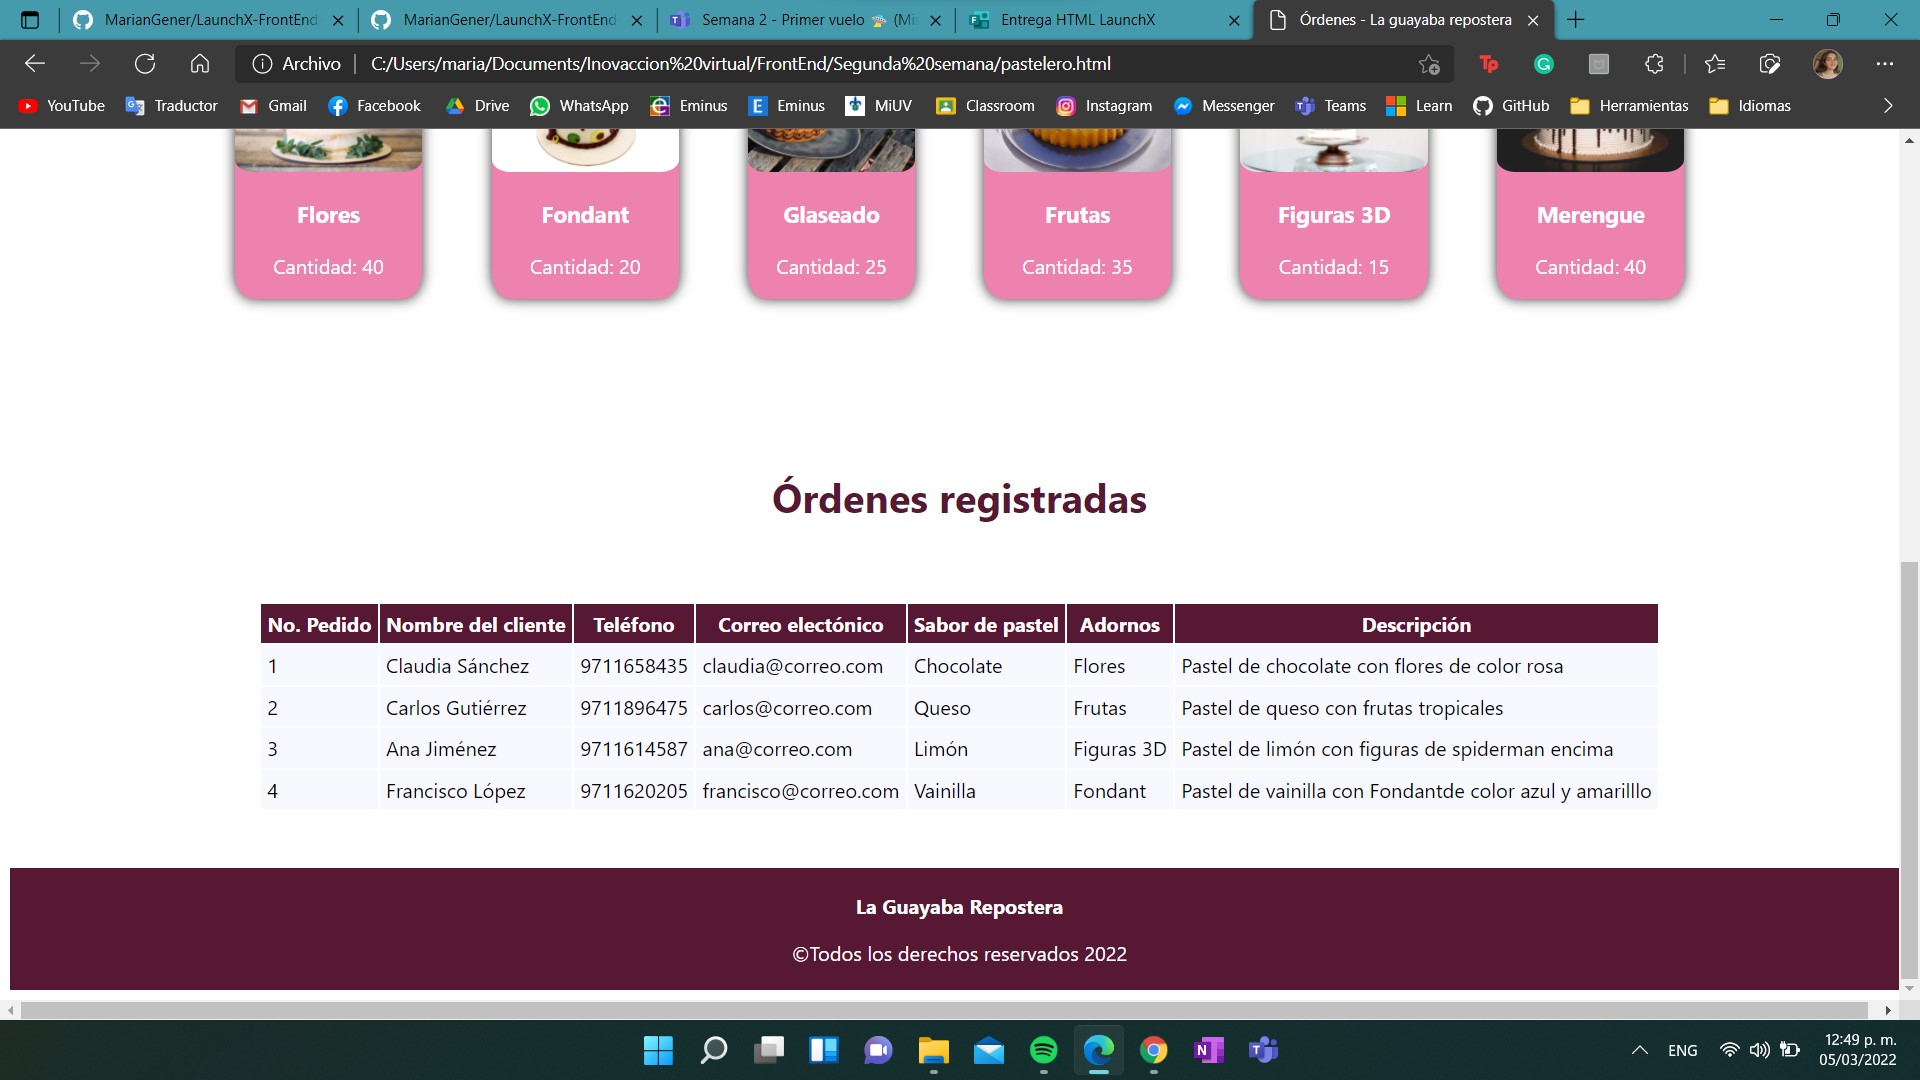 MarianGener/LaunchX-FrontEnd
MarianGener/LaunchX-FrontEnd
Semana 2 - Primer vuelo
Entrega HTML LaunchX
Órdenes - La guayaba repostera
Archivo
C:/Users/maria/Documents/Inovaccion%20virtual/FrontEnd/Segunda%20semana/pastelero.html
YouTube
Traductor
Gmail
Facebook
Drive
WhatsApp
Eminus
Eminus
MiUV
Classroom
Instagram
Messenger
Teams
Learn
GitHub
Herramientas
Idiomas
Flores
Cantidad: 40
Fondant
Cantidad: 20
Glaseado
Cantidad: 25
Frutas
Cantidad: 35
Figuras 3D
Cantidad: 15
Merengue
Cantidad: 40
Órdenes registradas
No. Pedido Nombre del cliente Teléfono Correo electónico Sabor de pastel Adornos Descripción
1 Claudia Sánchez 9711658435 claudia@correo.com Chocolate Flores Pastel de chocolate con flores de color rosa
2 Carlos Gutiérrez 9711896475 carlos@correo.com Queso Frutas Pastel de queso con frutas tropicales
3 Ana Jiménez 9711614587 ana@correo.com Limón Figuras 3D Pastel de limón con figuras de spiderman encima
4 Francisco López 9711620205 francisco@correo.com Vainilla Fondant Pastel de vainilla con Fondantde color azul y amarilllo
La Guayaba Repostera
©Todos los derechos reservados 2022
ENG
12:49 p. m.
05/03/2022